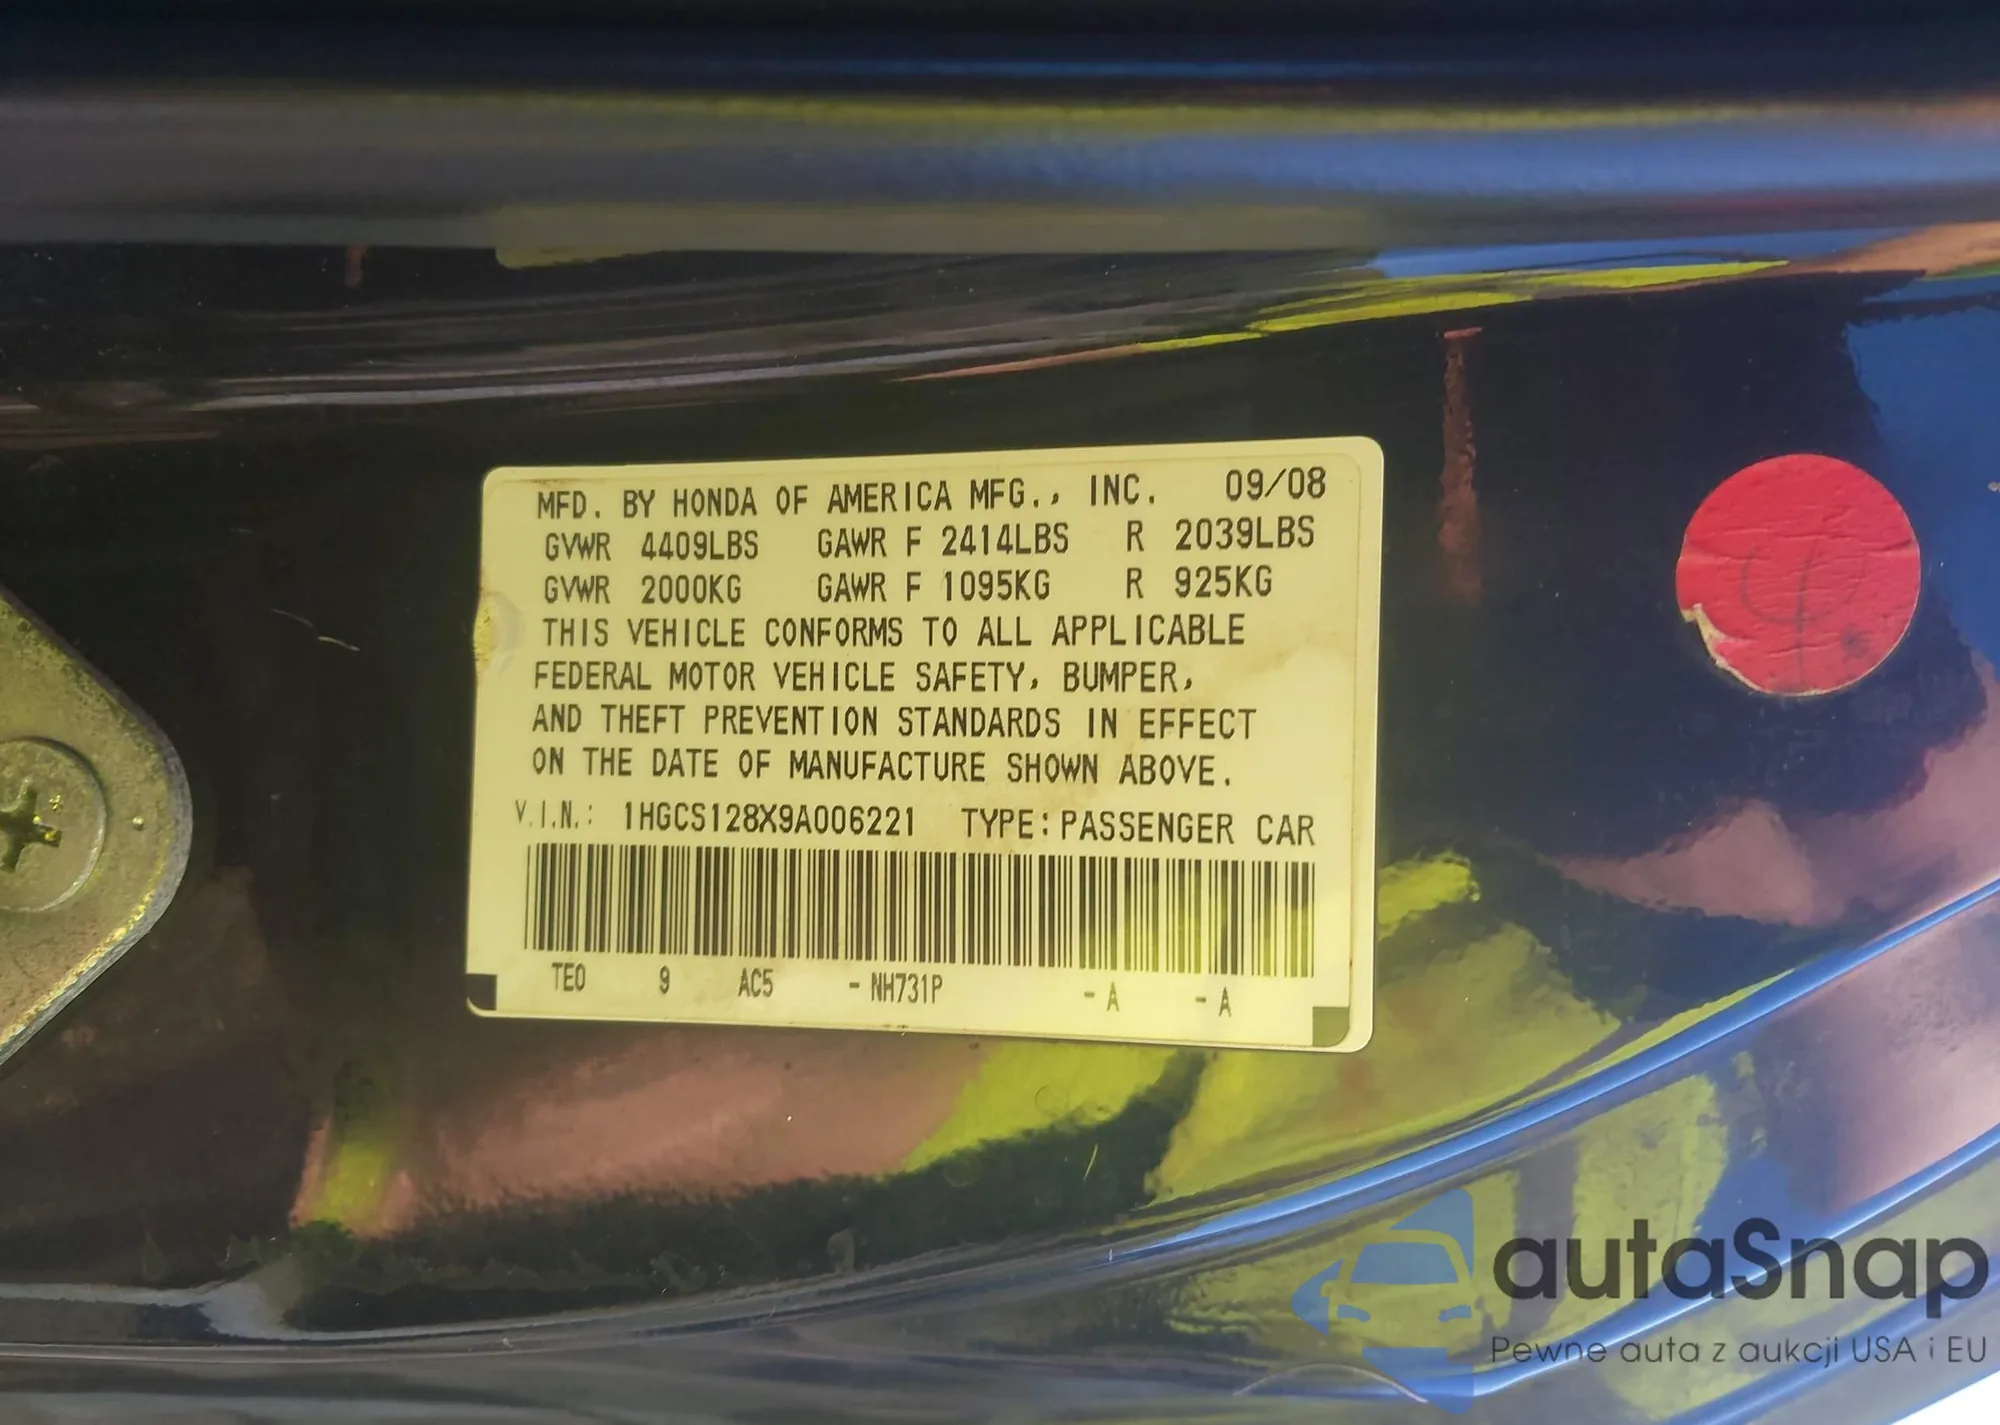 MFD. BY HONDA OF AMERICA MFG., INC. 09/08
GVWR 4409LBS GAWR F 2414LBS R 2039LBS
GVWR 2000KG GAWR F 1095KG R 925KG
THIS VEHICLE CONFORMS TO ALL APPLICABLE
FEDERAL MOTOR VEHICLE SAFETY, BUMPER,
AND THEFT PREVENTION STANDARDS IN EFFECT
ON THE DATE OF MANUFACTURE SHOWN ABOVE.
V.I.N.: 1HGCS128X9A006221 TYPE: PASSENGER CAR
TE0 9 AC5 -NH731P -A -A
autaSnap
Pewne auta z aukcji USA i EU